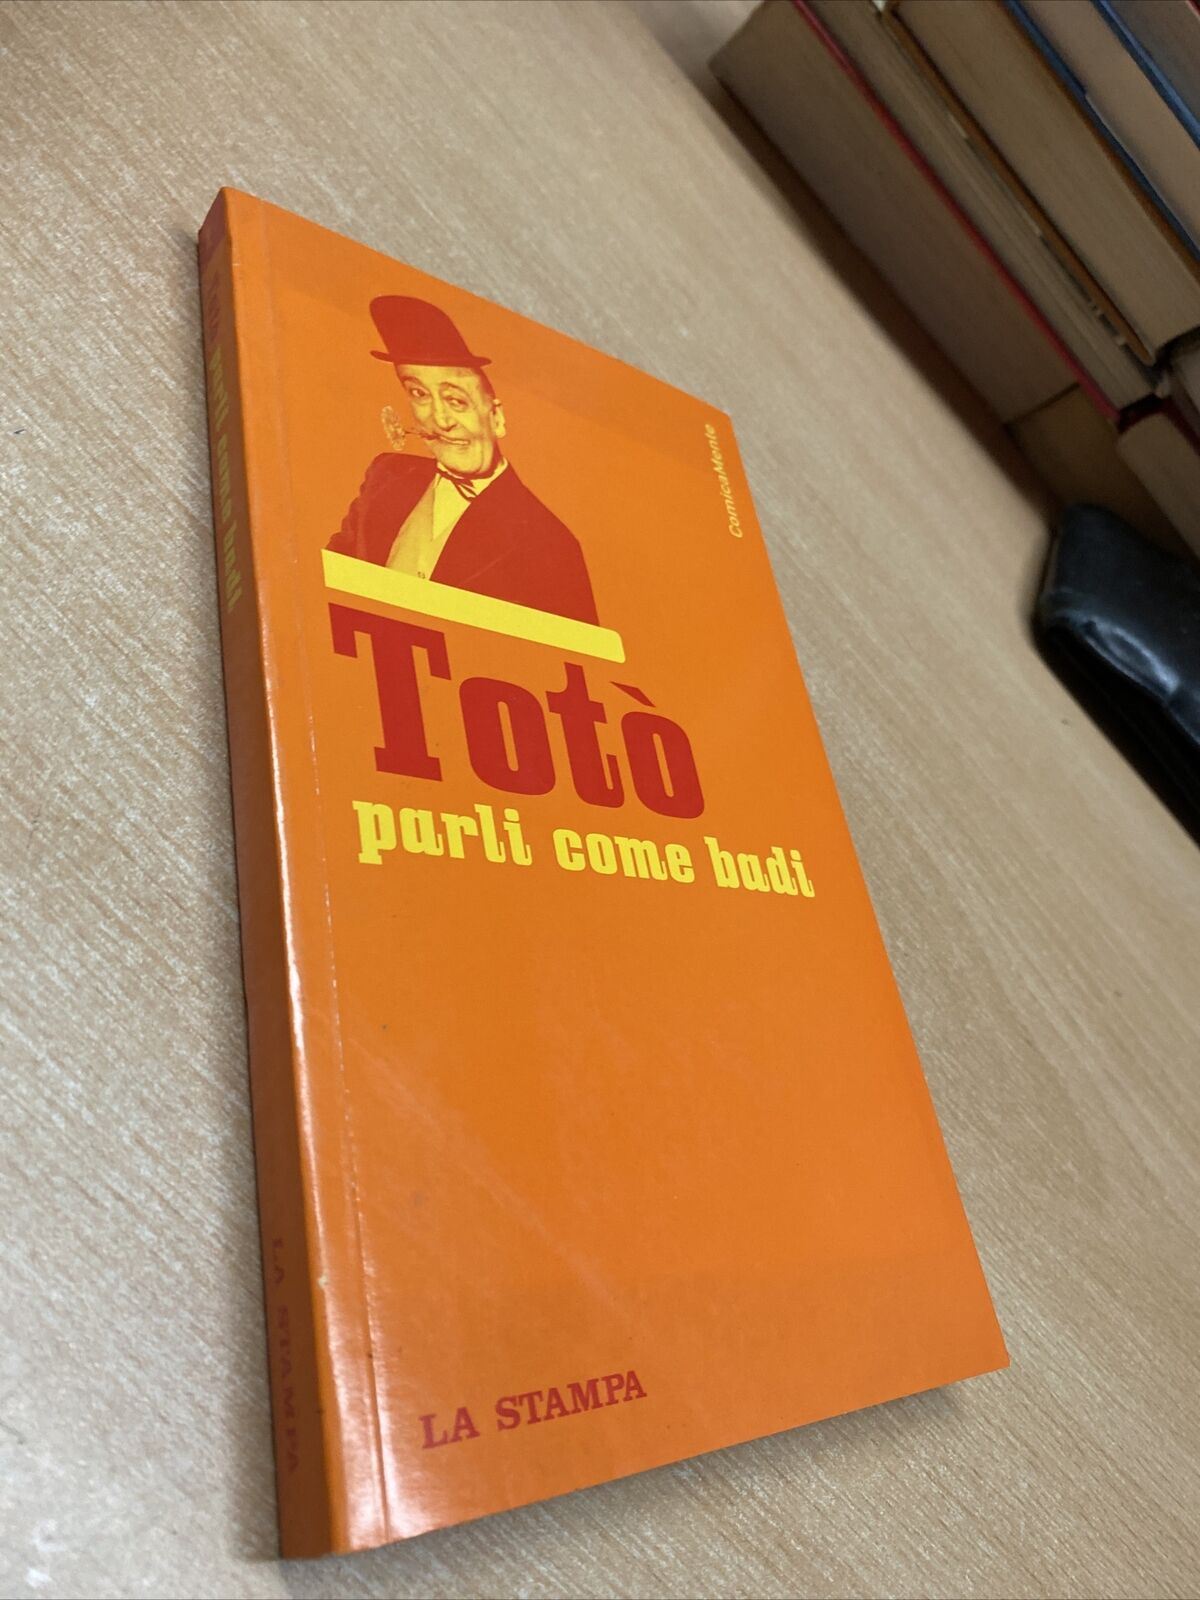 ComicaMente
Totò
parli come badi
LA STAMPA
Totò parli come badi
LA STAMPA